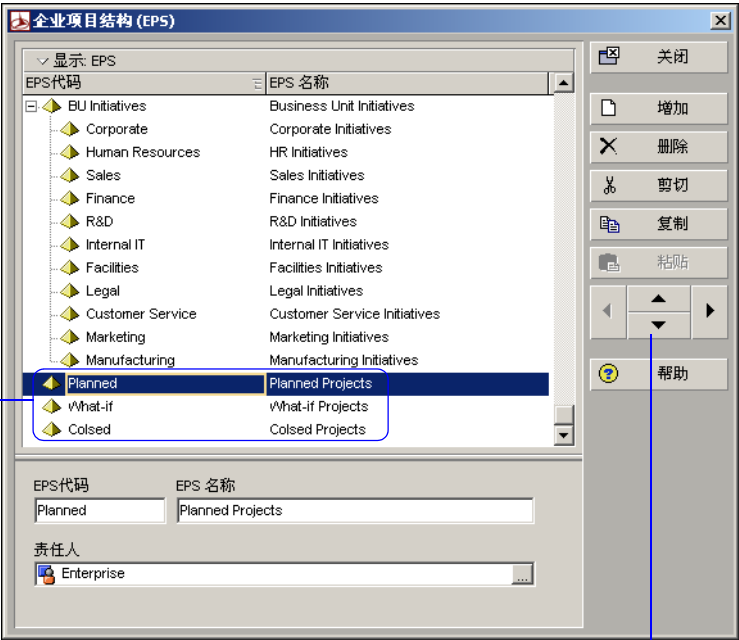 企业项目结构 (EPS)
显示: EPS
EPS代码 EPS 名称
BU Initiatives Business Unit Initiatives
Corporate Corporate Initiatives
Human Resources HR Initiatives
Sales Sales Initiatives
Finance Finance Initiatives
R&D R&D Initiatives
Internal IT Internal IT Initiatives
Facilities Facilities Initiatives
Legal Legal Initiatives
Customer Service Customer Service Initiatives
Marketing Marketing Initiatives
Manufacturing Manufacturing Initiatives
Planned Planned Projects
What-if What-if Projects
Colsed Colsed Projects
EPS代码 EPS 名称
Planned Planned Projects
责任人
Enterprise ...
关闭
增加
删除
剪切
复制
粘贴
帮助